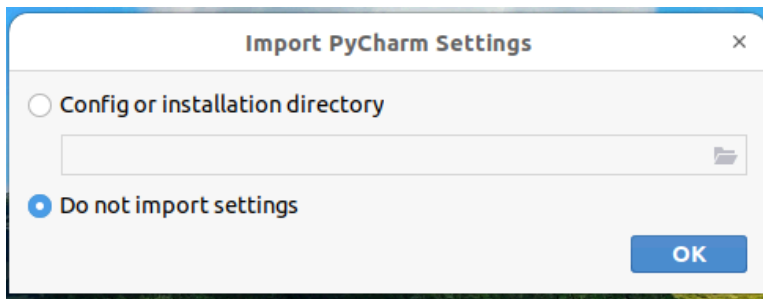 Import PyCharm Settings
Config or installation directory
Do not import settings
OK